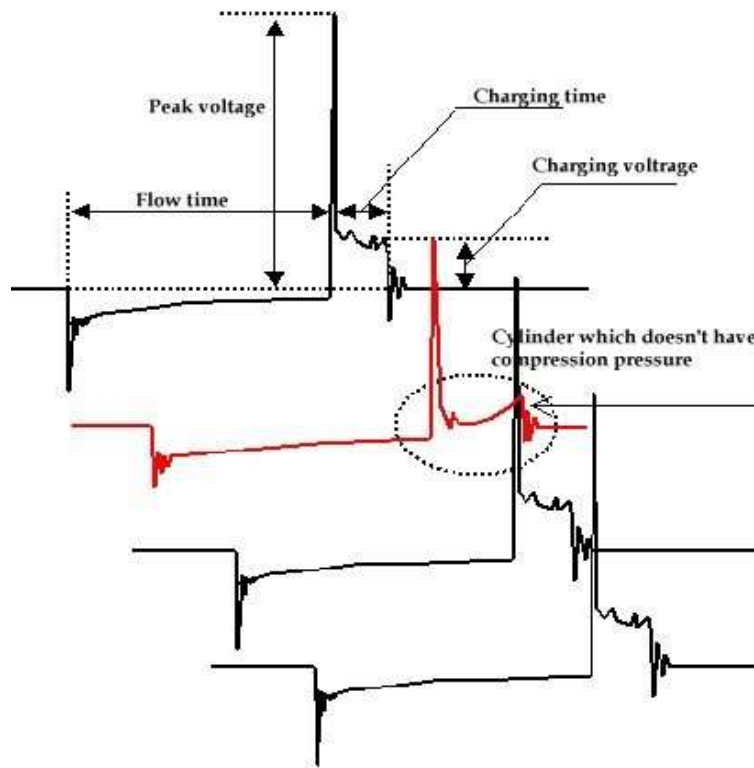 Peak voltage
Charging time
Charging voltrage
Flow time
Cylinder which doesn't have
compression pressure